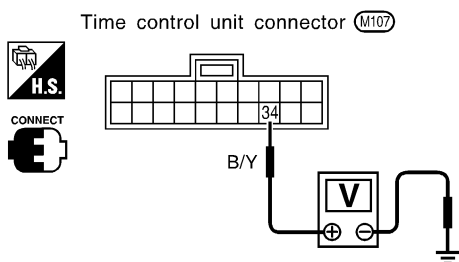 Time control unit connector M107
H.S.
CONNECT
34
B/Y
V
+ −